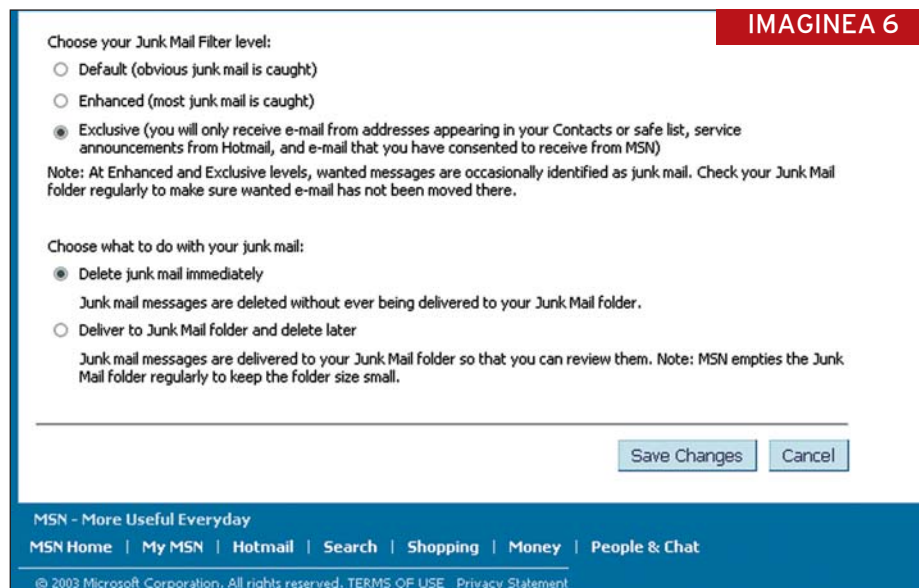 IMAGINEA 6
Choose your Junk Mail Filter level:
Default (obvious junk mail is caught)
Enhanced (most junk mail is caught)
Exclusive (you will only receive e-mail from addresses appearing in your Contacts or safe list, service
announcements from Hotmail, and e-mail that you have consented to receive from MSN)
Note: At Enhanced and Exclusive levels, wanted messages are occasionally identified as junk mail. Check your Junk Mail
folder regularly to make sure wanted e-mail has not been moved there.
Choose what to do with your junk mail:
Delete junk mail immediately
Junk mail messages are deleted without ever being delivered to your Junk Mail folder.
Deliver to Junk Mail folder and delete later
Junk mail messages are delivered to your Junk Mail folder so that you can review them. Note: MSN empties the Junk
Mail folder regularly to keep the folder size small.
Save Changes Cancel
MSN - More Useful Everyday
MSN Home | My MSN | Hotmail | Search | Shopping | Money | People & Chat
© 2003 Microsoft Corporation. All rights reserved. TERMS OF USE Privacy Statement